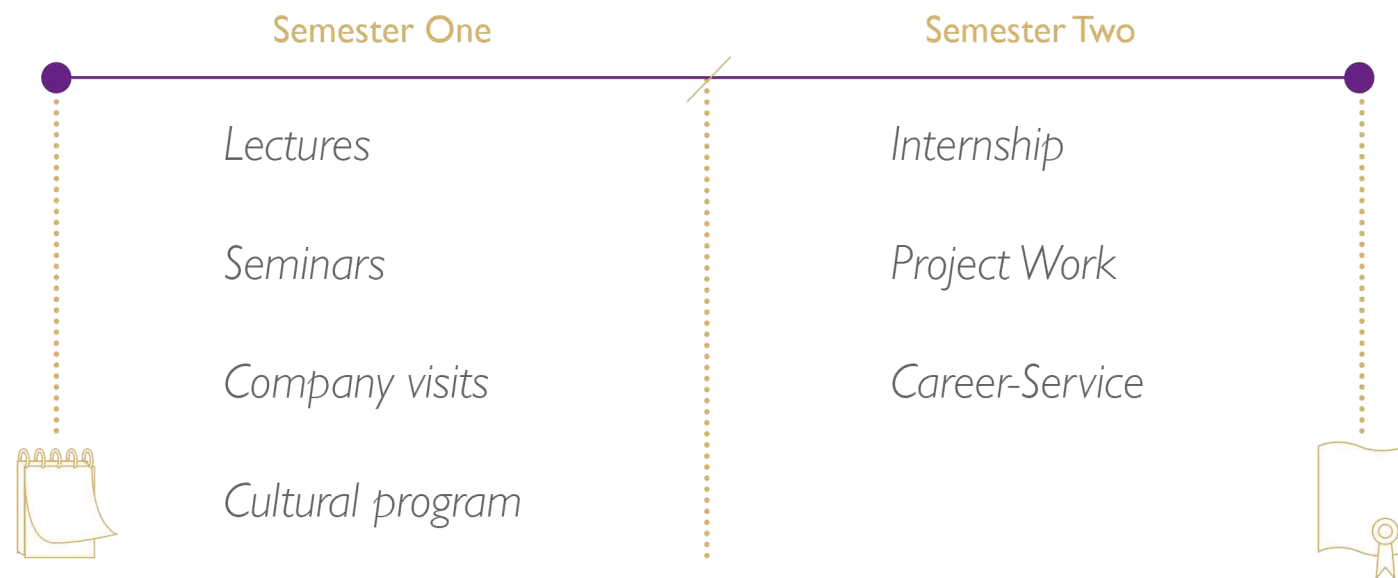 Semester One
Semester Two
Lectures
Seminars
Company visits
Cultural program
Internship
Project Work
Career-Service